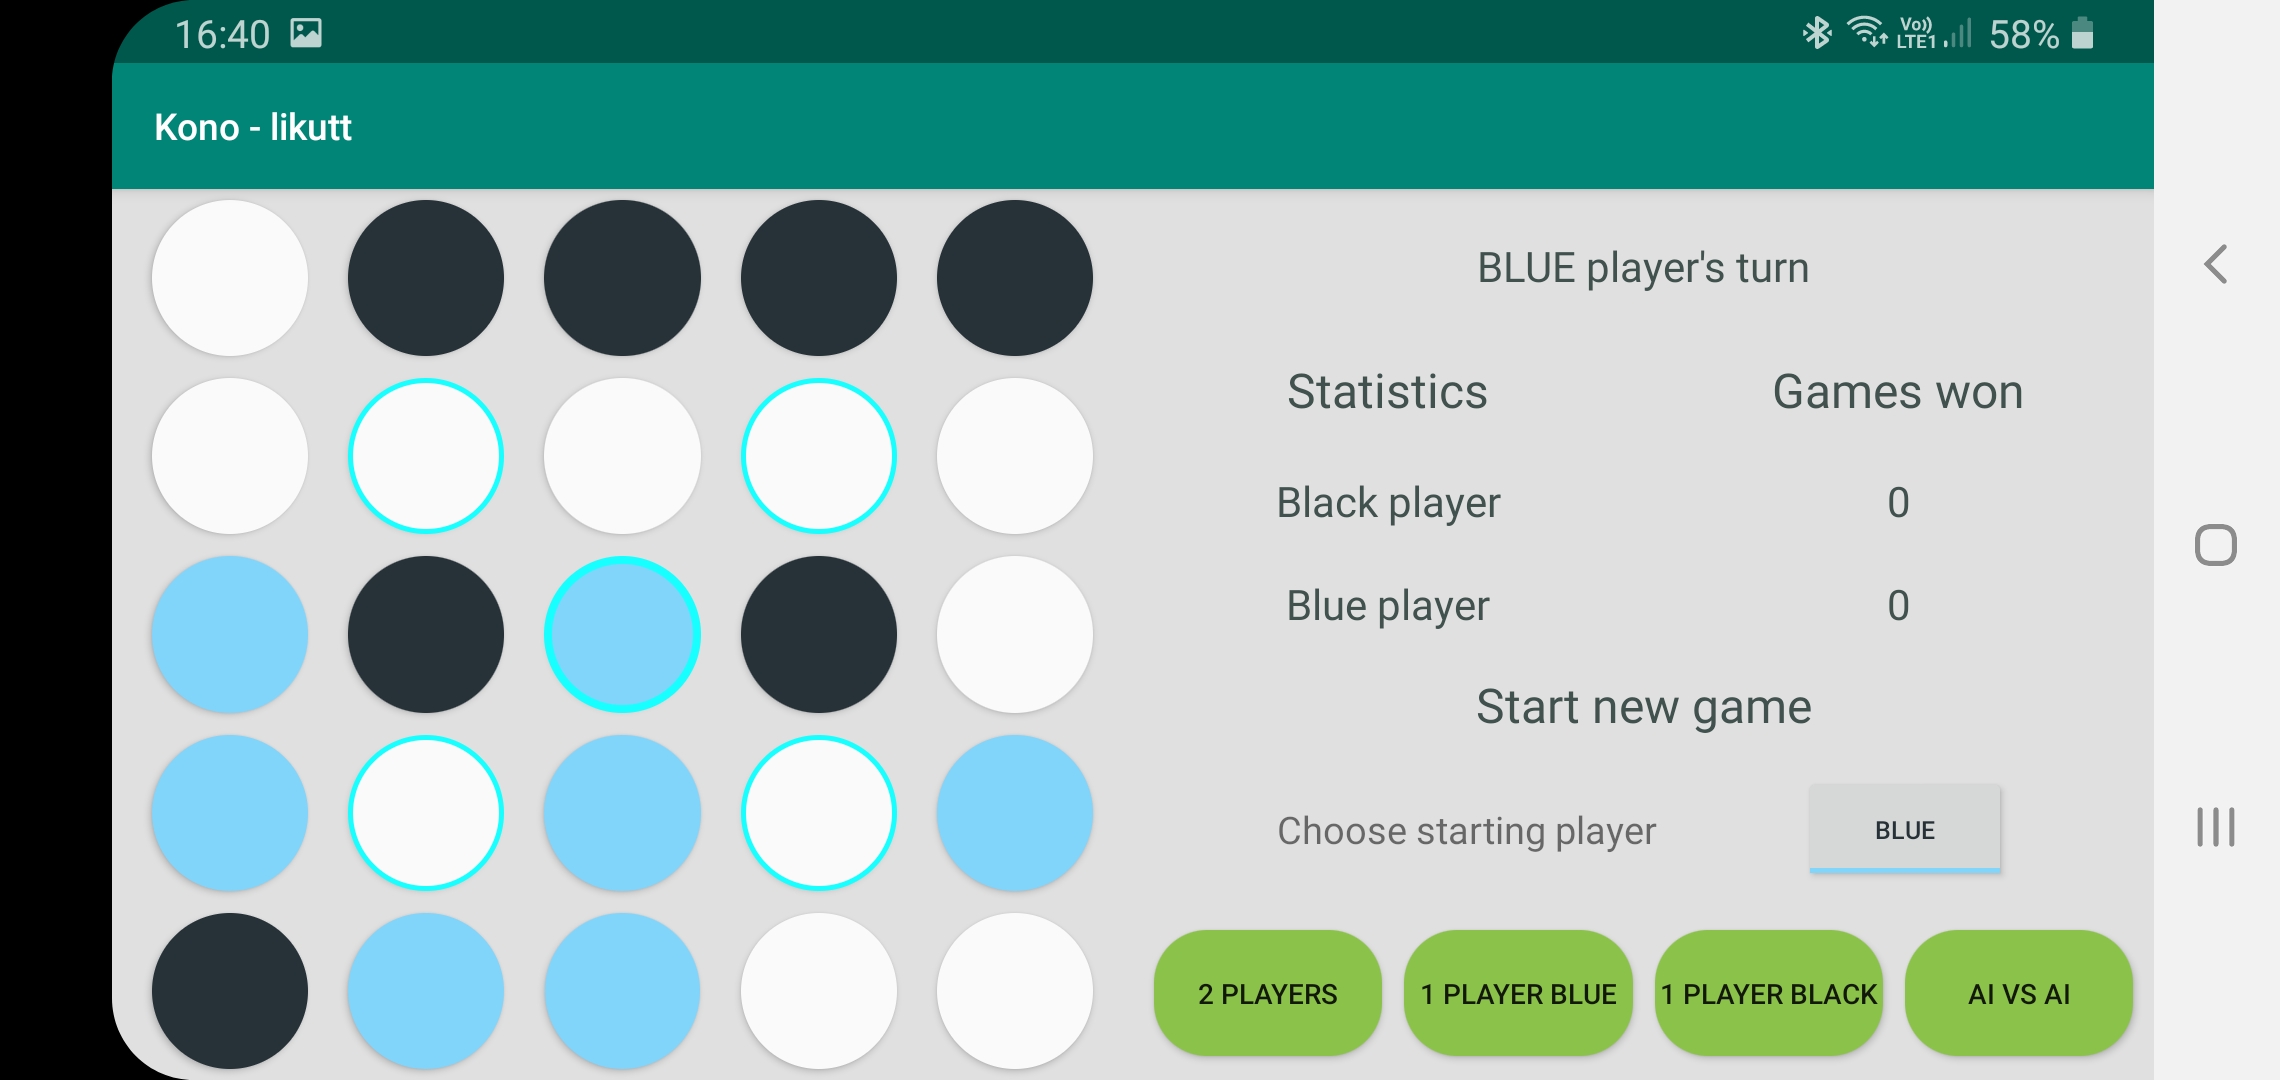 16:40 Vo)) LTE1 58%
Kono - likutt
BLUE player's turn
Statistics Games won
Black player 0
Blue player 0
Start new game
Choose starting player BLUE
2 PLAYERS 1 PLAYER BLUE 1 PLAYER BLACK AI VS AI